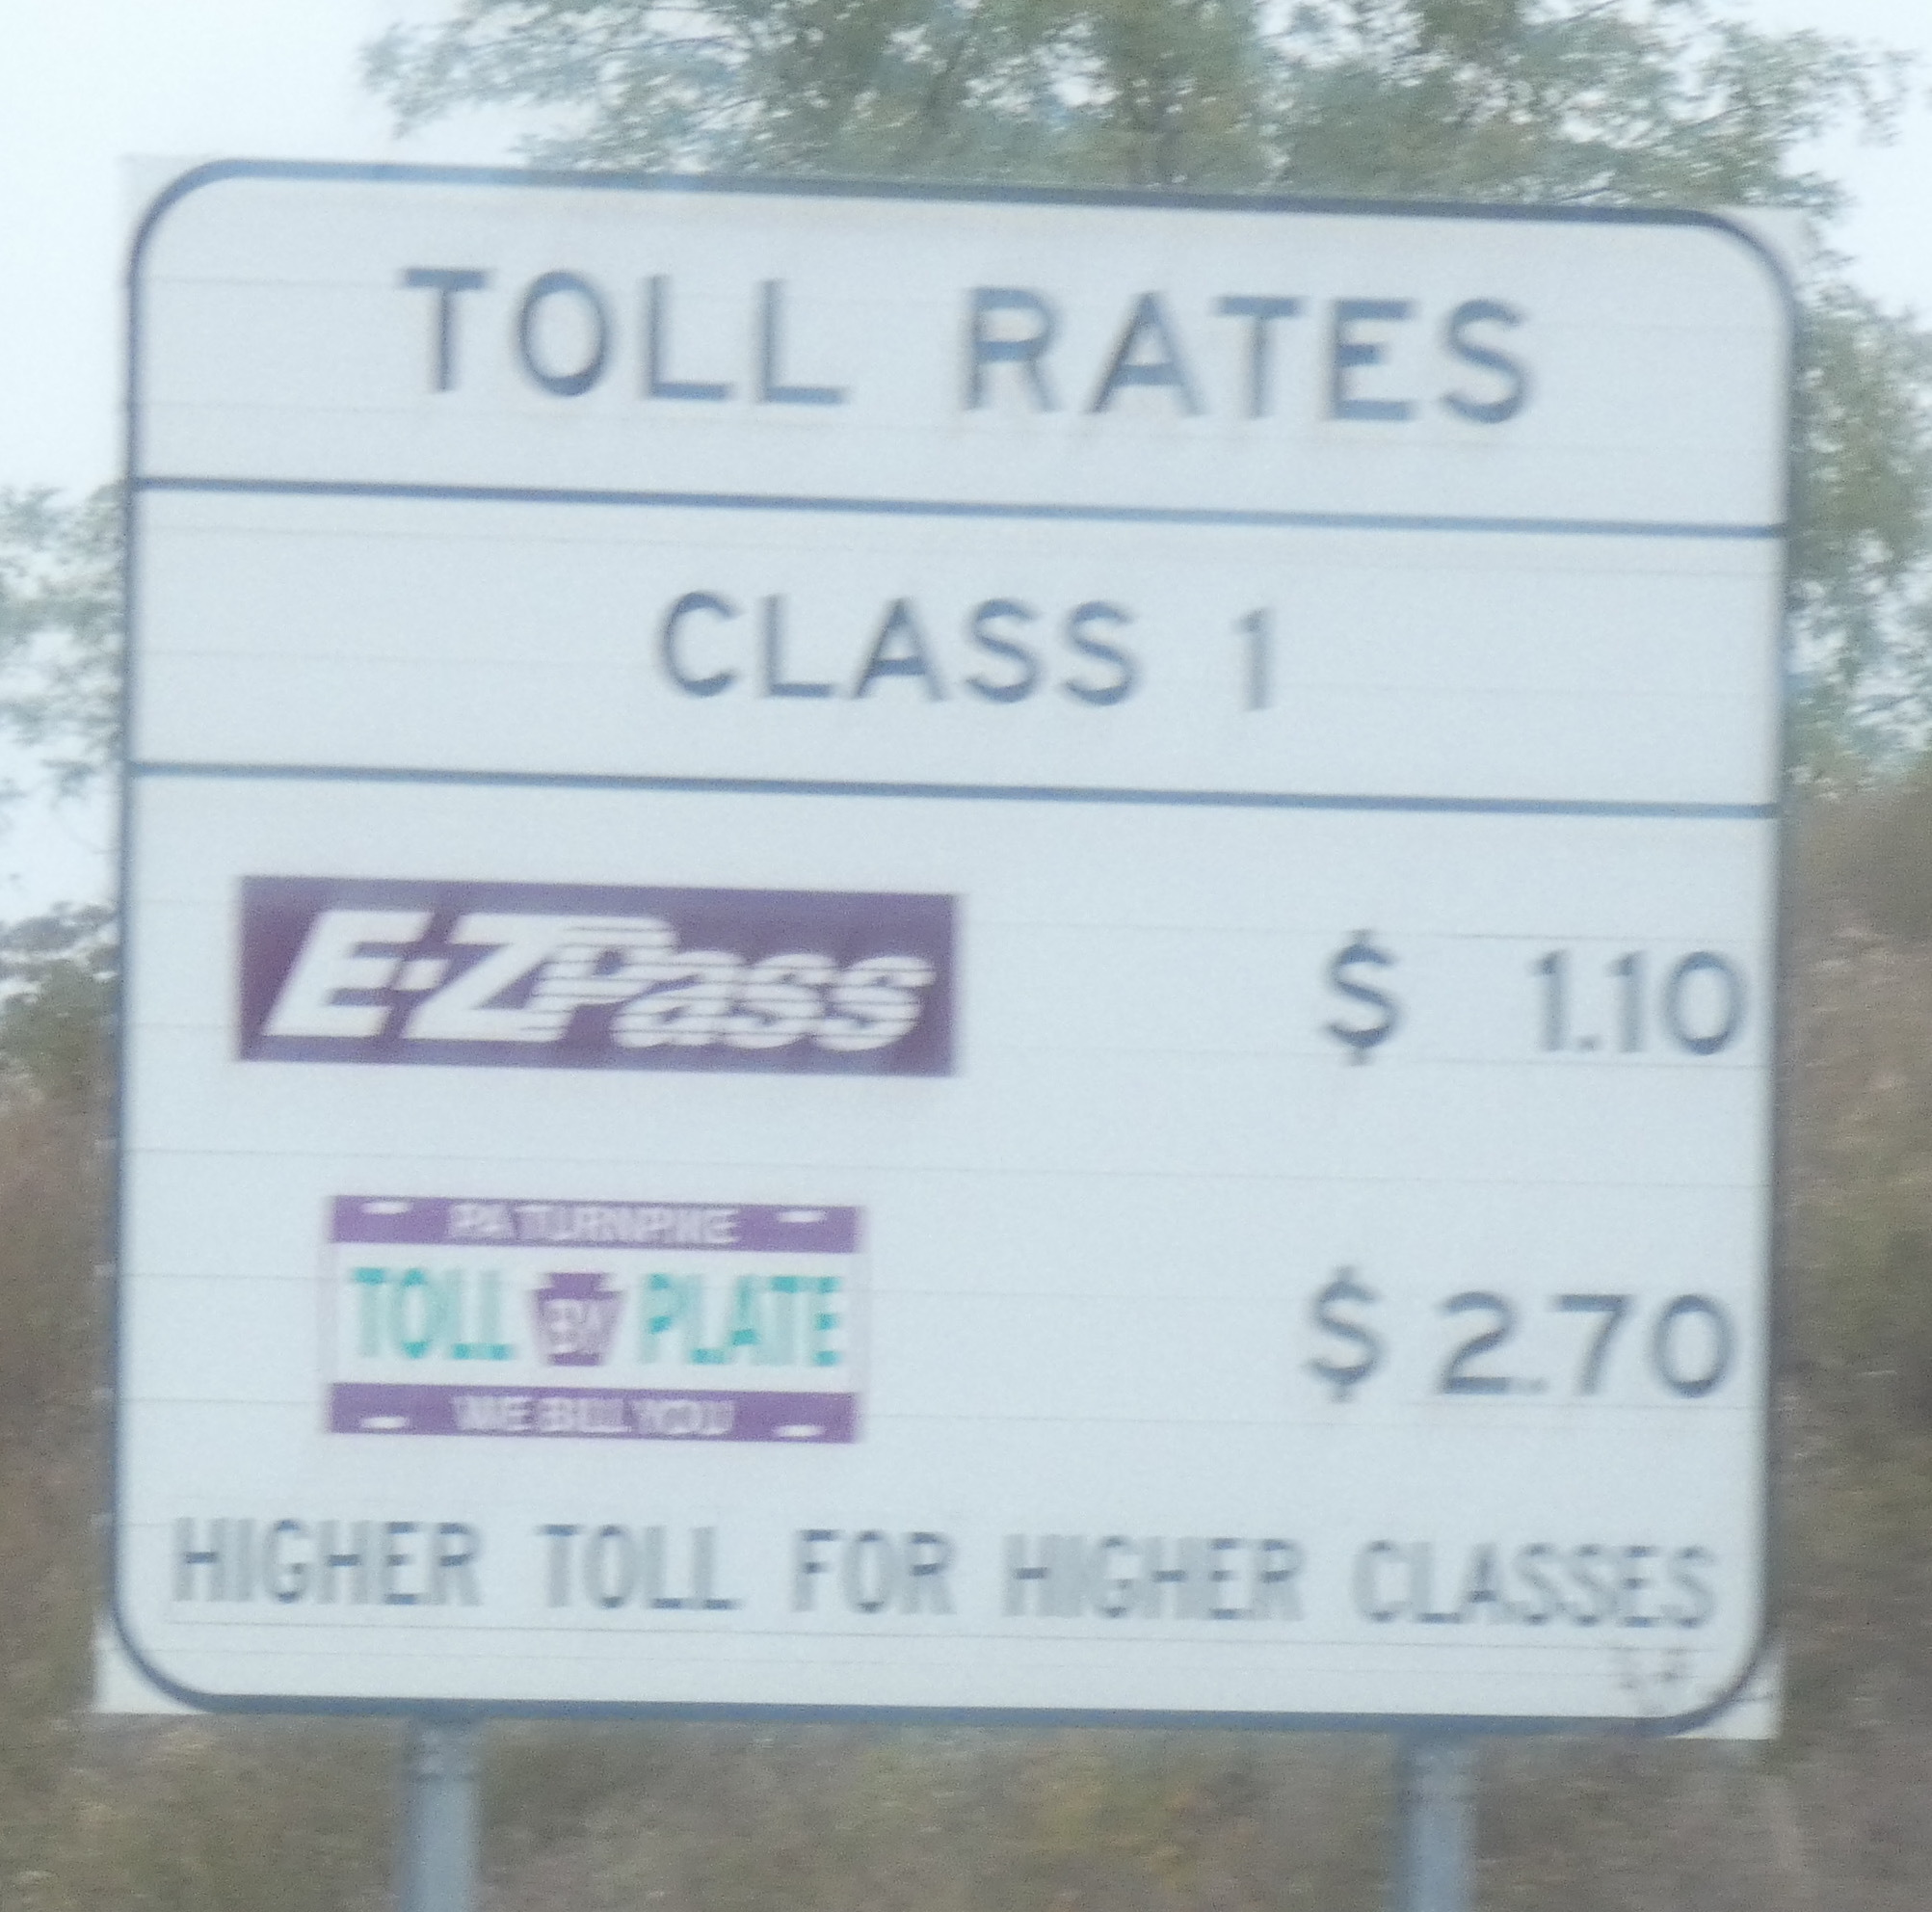 TOLL RATES
CLASS 1
E-ZPass $ 1.10
PA TURNPIKE
TOLL BY PLATE $ 2.70
WE BILL YOU
HIGHER TOLL FOR HIGHER CLASSES